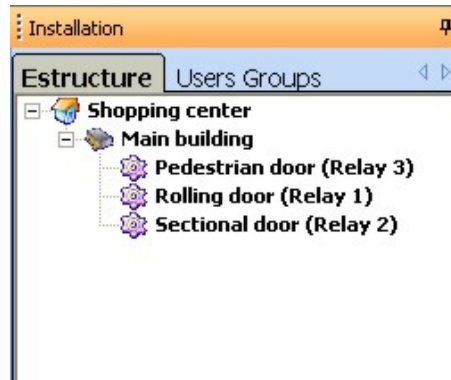 Installation
Estructure Users Groups
Shopping center
Main building
Pedestrian door (Relay 3)
Rolling door (Relay 1)
Sectional door (Relay 2)